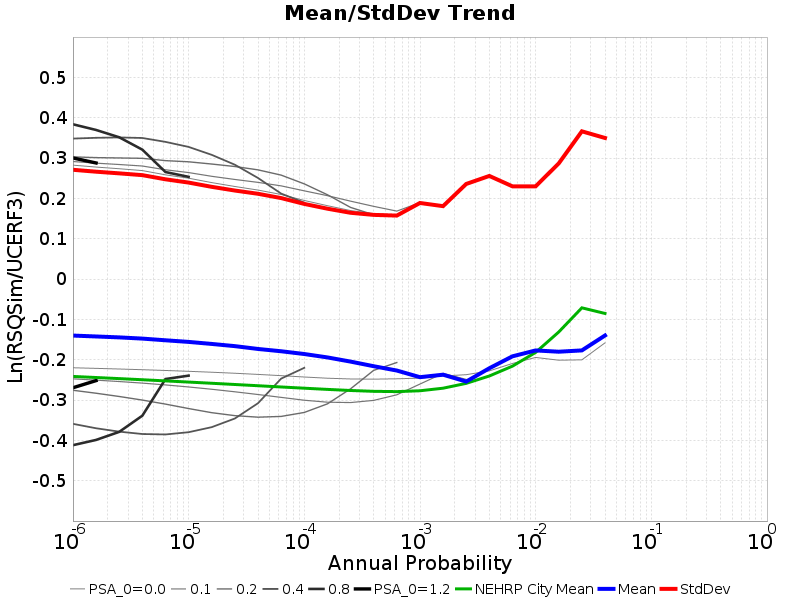 Mean/StdDev Trend
Ln(RSQSim/UCERF3)
0.5
0.4
0.3
0.2
0.1
0
-0.1
-0.2
-0.3
-0.4
-0.5
10^-6 10^-5 10^-4 10^-3 10^-2 10^-1 10^0
Annual Probability
PSA_0=0.0 0.1 0.2 0.4 0.8 PSA_0=1.2 NEHRP City Mean Mean StdDev